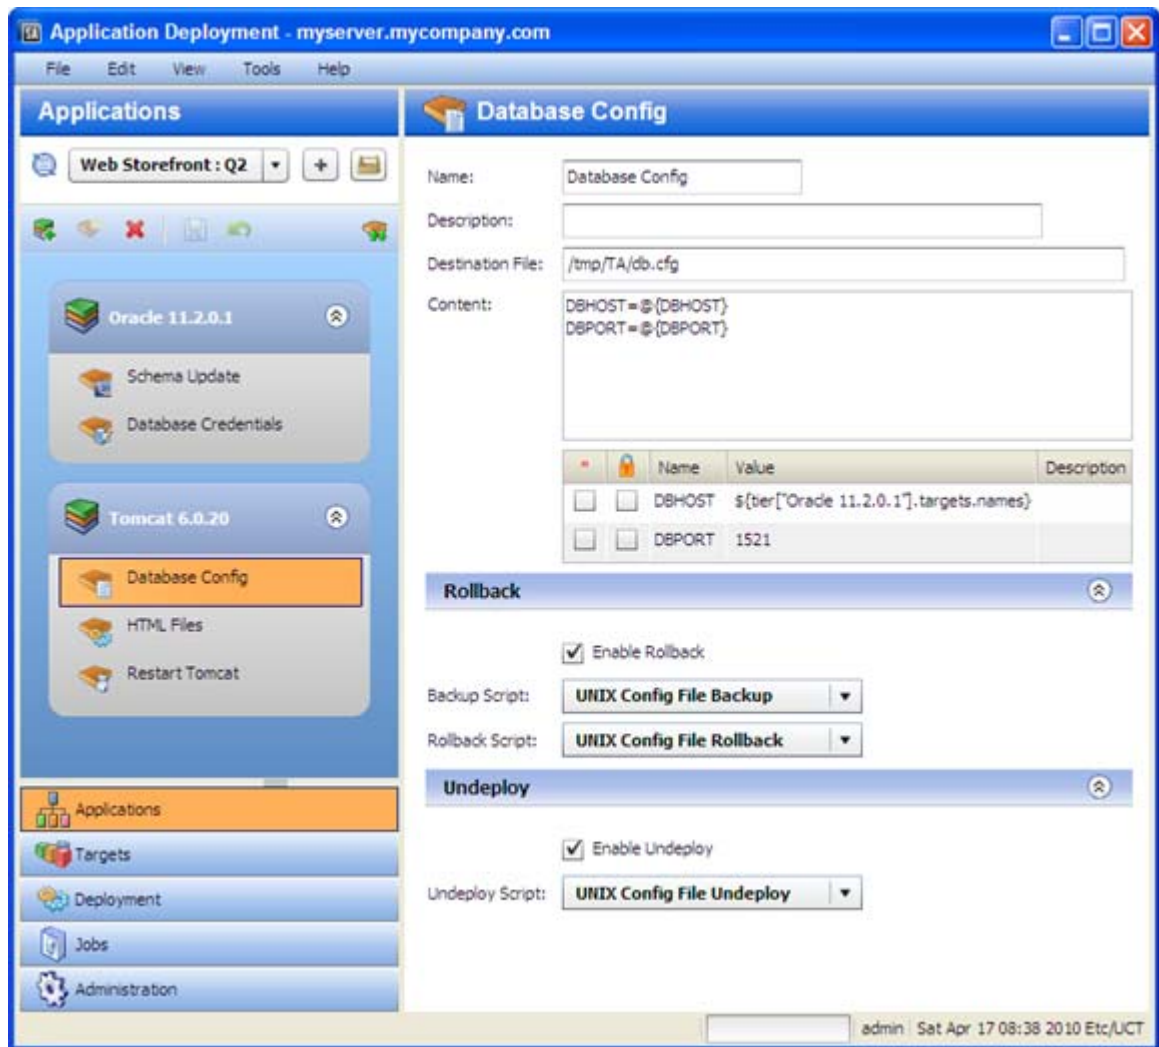 Application Deployment - myserver.mycompany.com
File Edit View Tools Help
Applications
Web Storefront : Q2
Oracle 11.2.0.1
Schema Update
Database Credentials
Tomcat 6.0.20
Database Config
HTML Files
Restart Tomcat
Applications
Targets
Deployment
Jobs
Administration
Database Config
Name: Database Config
Description:
Destination File: /tmp/TA/db.cfg
Content: DBHOST=@{DBHOST}
DBPORT=@{DBPORT}
* Name Value Description
DBHOST ${tier["Oracle 11.2.0.1"].targets.names}
DBPORT 1521
Rollback
Enable Rollback
Backup Script: UNIX Config File Backup
Rollback Script: UNIX Config File Rollback
Undeploy
Enable Undeploy
Undeploy Script: UNIX Config File Undeploy
admin Sat Apr 17 08:38 2010 Etc/UCT